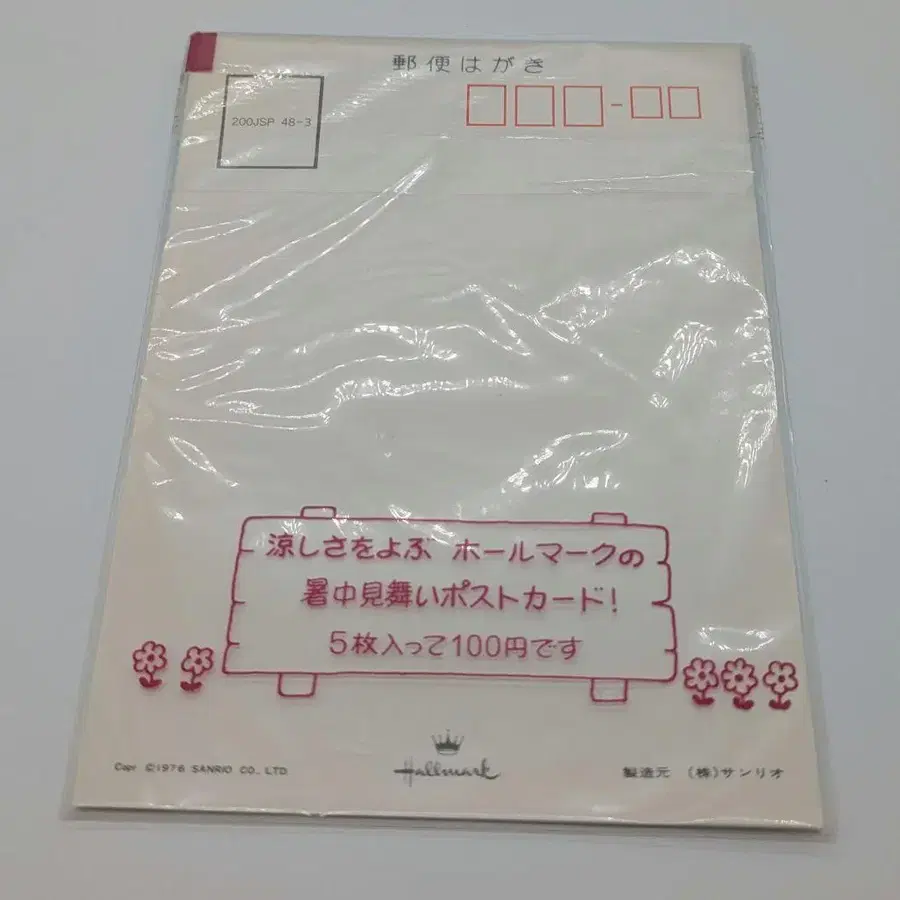 郵便はがき
200JSP 48-3
涼しさをよぶ ホールマークの
暑中見舞いポストカード!
5枚入って100円です
Copr ©1976 SANRIO CO., LTD
Hallmark
製造元 (株)サンリオ